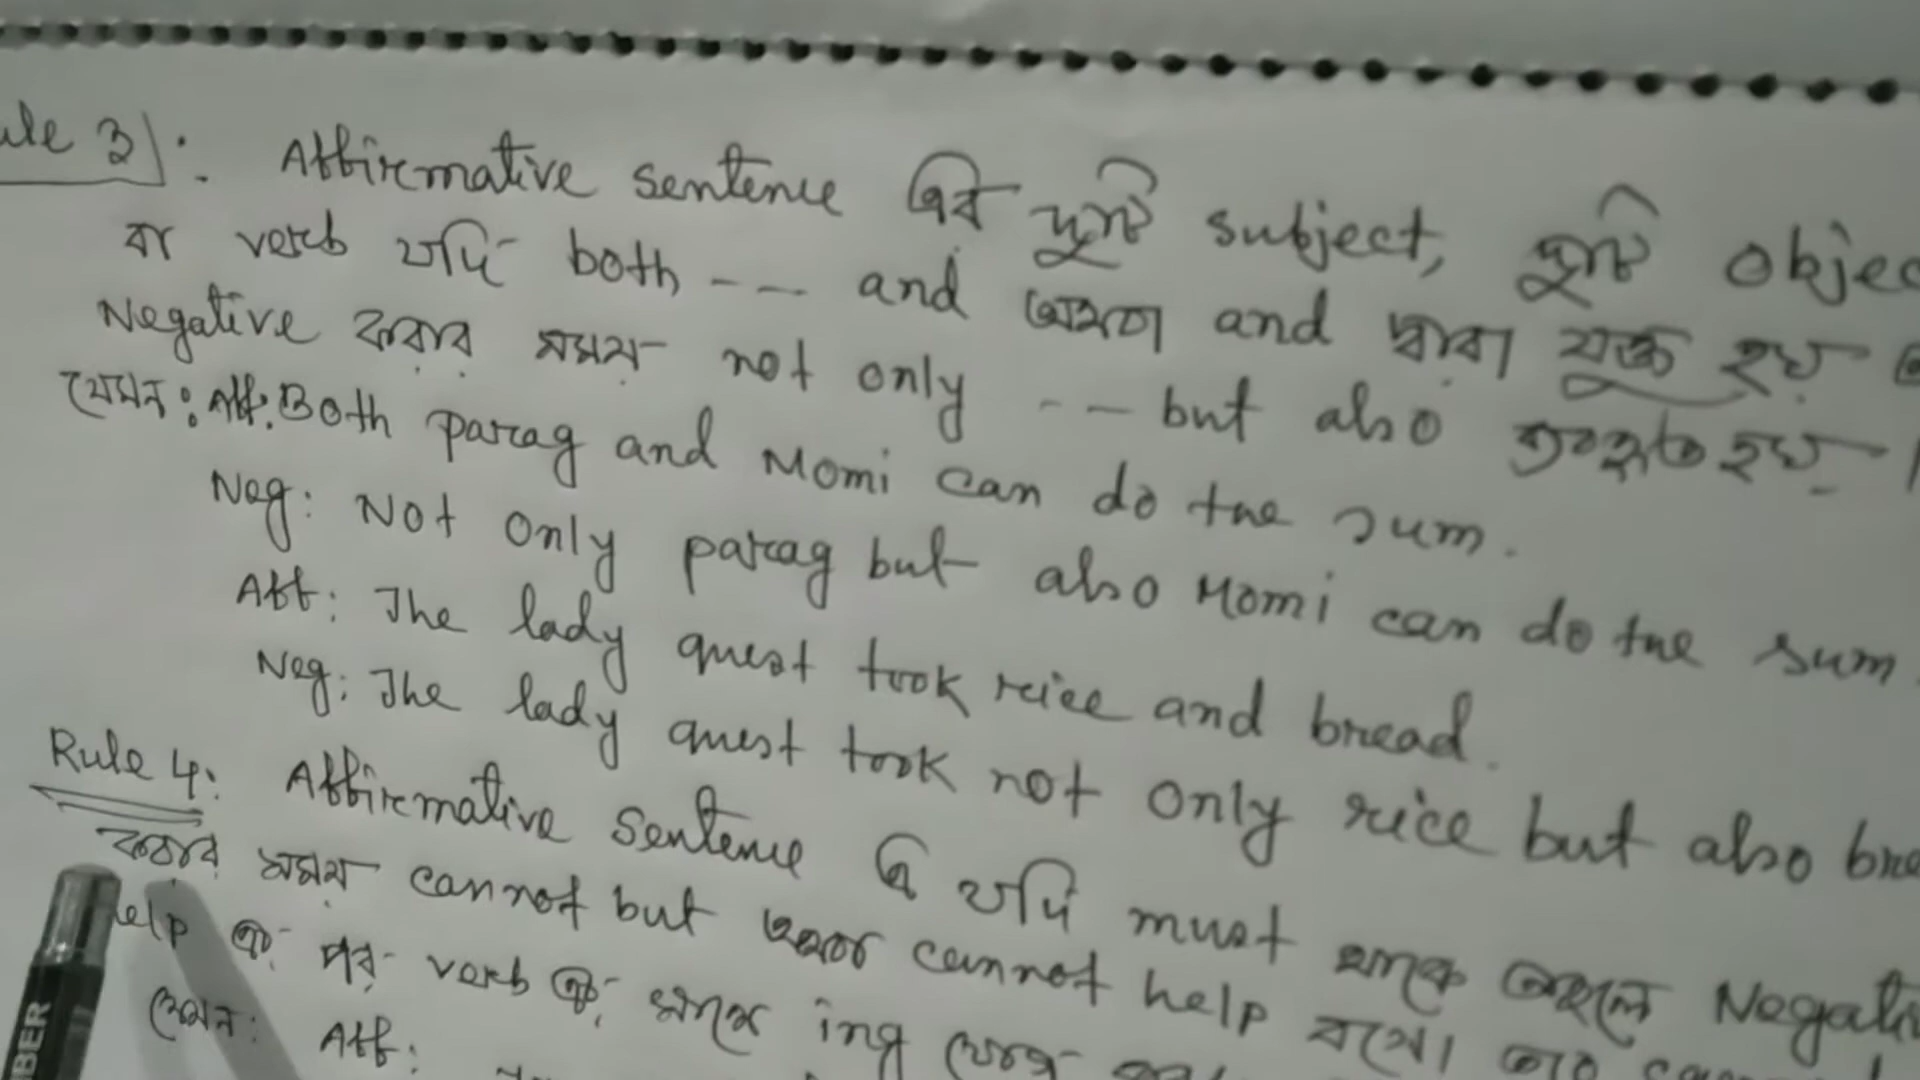 ule 3): Affirmative sentence এর দুটি subject, দুটি objec
বা verb যদি both --- and অথবা and দ্বারা যুক্ত হয়
Negative করার সময় not only --- but also হয় ।
যেমন: Aff: Both parag and Momi can do the sum.
Neg: Not only parag but also Momi can do the sum.
Aff: The lady guest took rice and bread.
Neg: The lady guest took not only rice but also bre
Rule 4: Affirmative sentence এ যদি must থাকে তাহলে Negativ
করার সময় cannot but অথবা cannot help বসে।
elp এর পর verb এর সাথে ing যোগ
যেমন: Aff:
BER